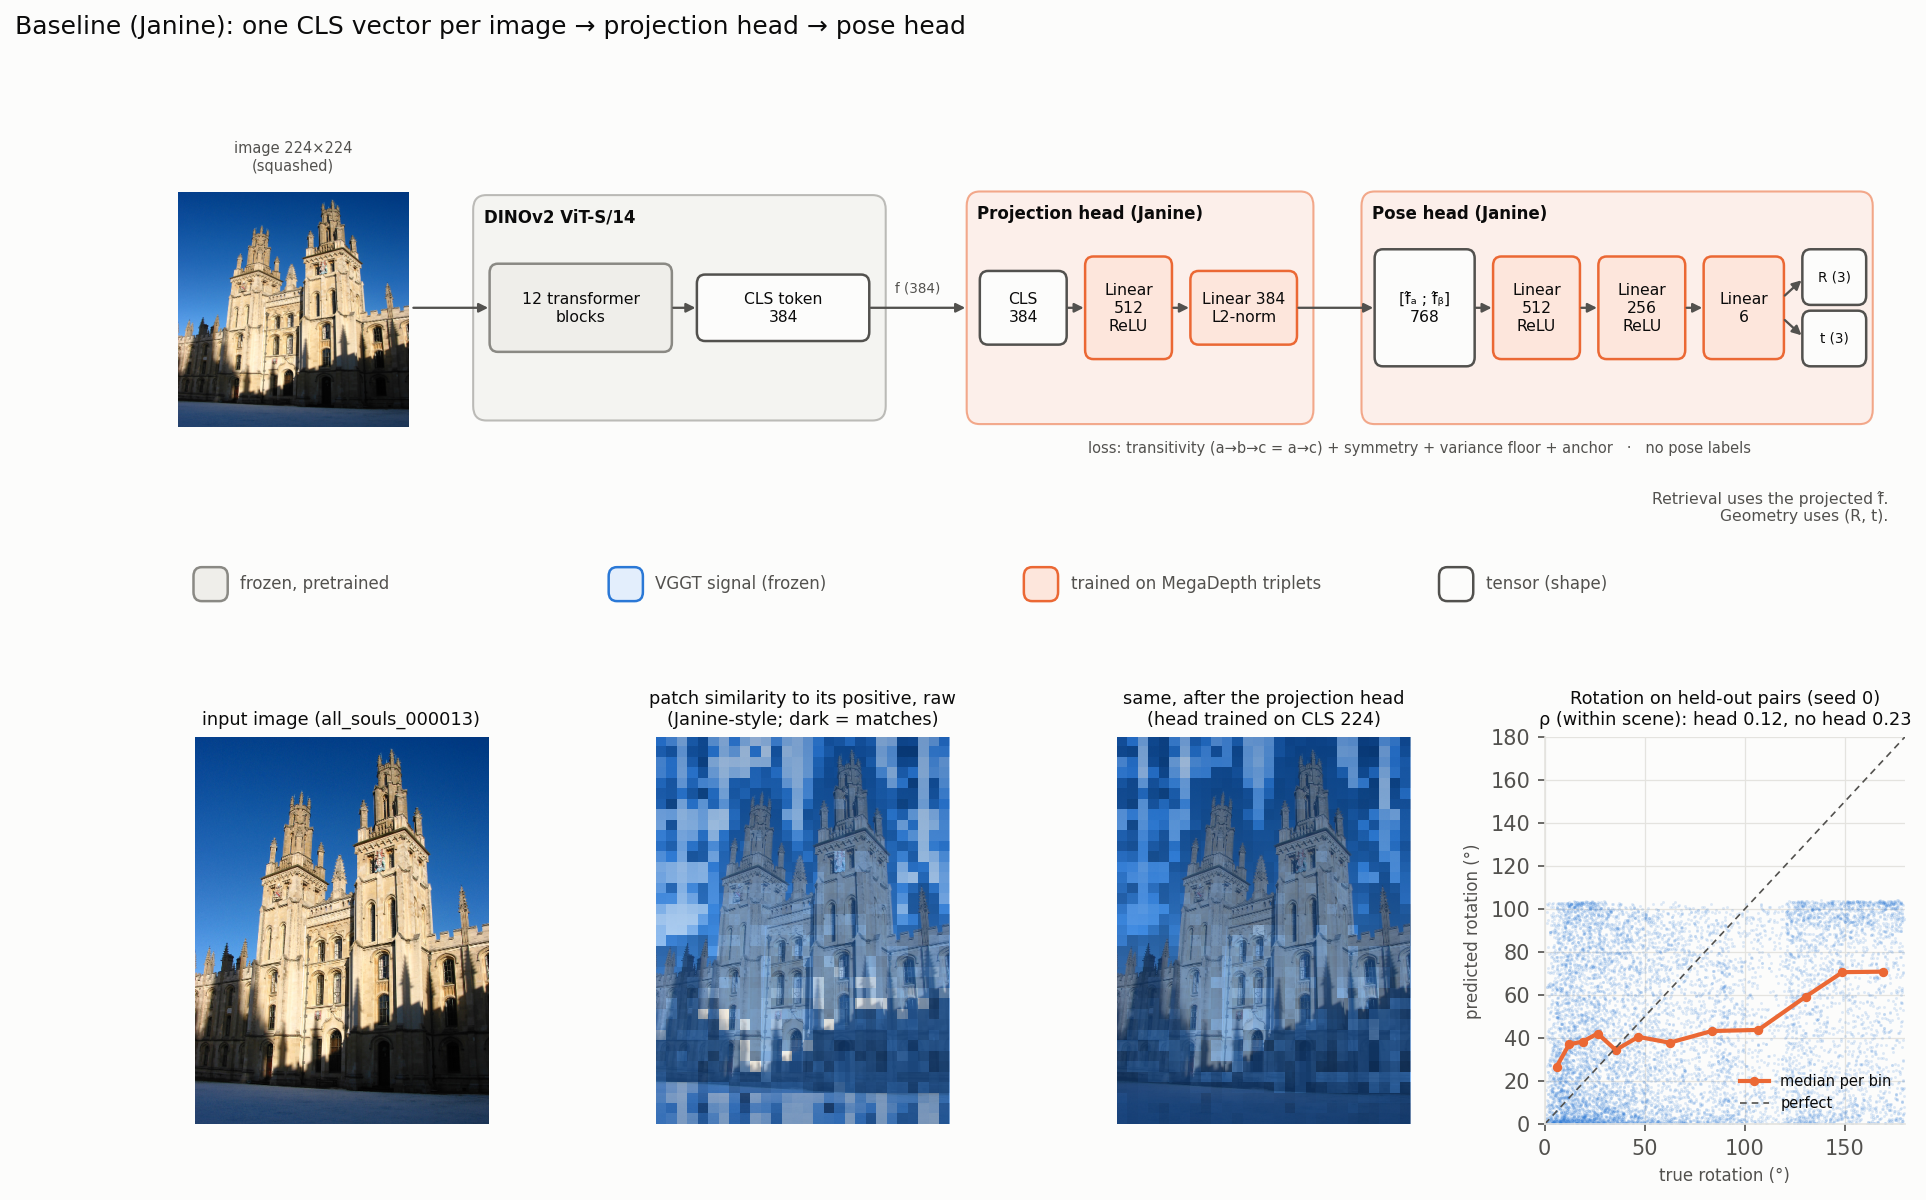 Baseline (Janine): one CLS vector per image → projection head → pose head
image 224×224
(squashed)
DINOv2 ViT-S/14
12 transformer
blocks
CLS token
384
f (384)
Projection head (Janine)
CLS
384
Linear
512
ReLU
Linear 384
L2-norm
Pose head (Janine)
[f̃ₐ ; f̃ᵦ]
768
Linear
512
ReLU
Linear
256
ReLU
Linear
6
R (3)
t (3)
loss: transitivity (a→b→c = a→c) + symmetry + variance floor + anchor · no pose labels
Retrieval uses the projected f̃.
Geometry uses (R, t).
frozen, pretrained
VGGT signal (frozen)
trained on MegaDepth triplets
tensor (shape)
input image (all_souls_000013)
patch similarity to its positive, raw
(Janine-style; dark = matches)
same, after the projection head
(head trained on CLS 224)
Rotation on held-out pairs (seed 0)
ρ (within scene): head 0.12, no head 0.23
180
160
140
120
100
80
60
40
20
0
predicted rotation (°)
median per bin
perfect
0
50
100
150
true rotation (°)